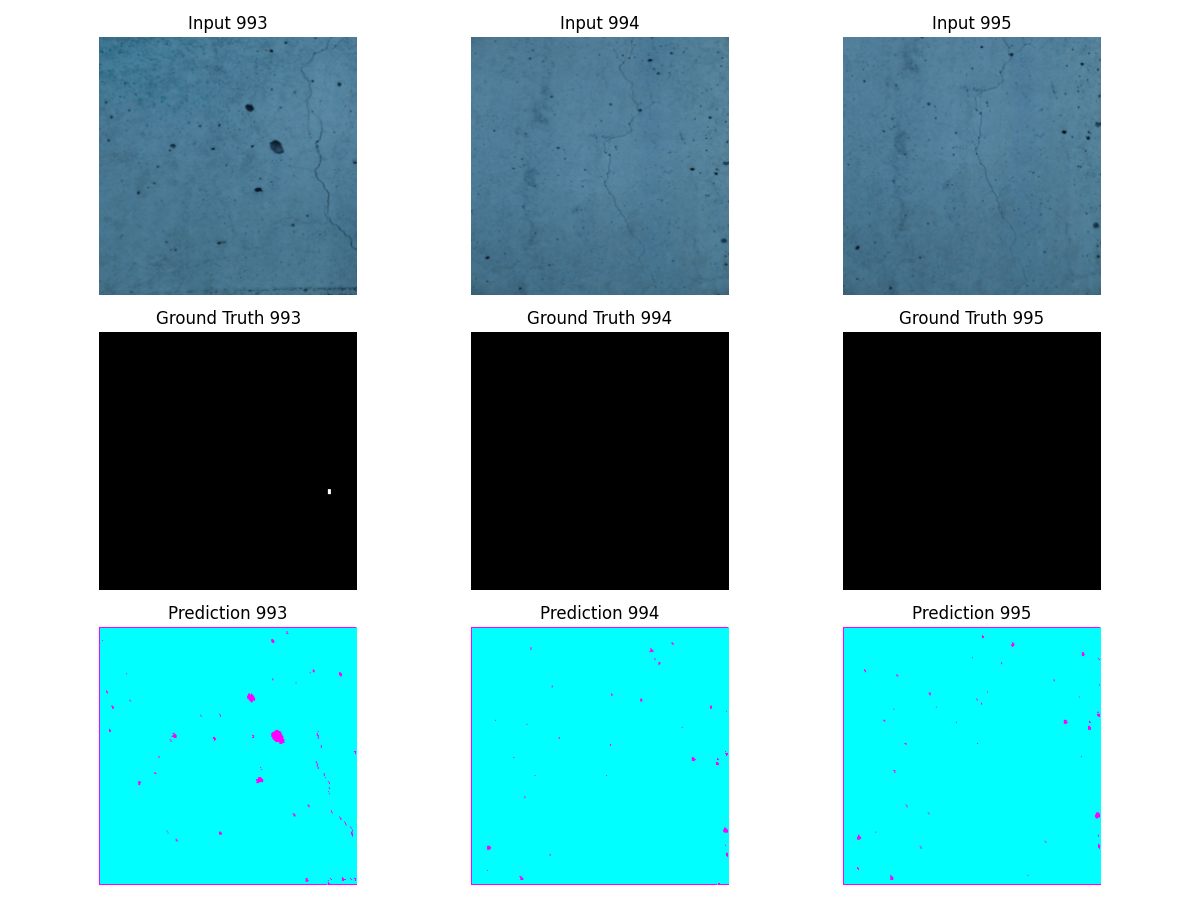 Input 993
Input 994
Input 995
Ground Truth 993
Ground Truth 994
Ground Truth 995
Prediction 993
Prediction 994
Prediction 995